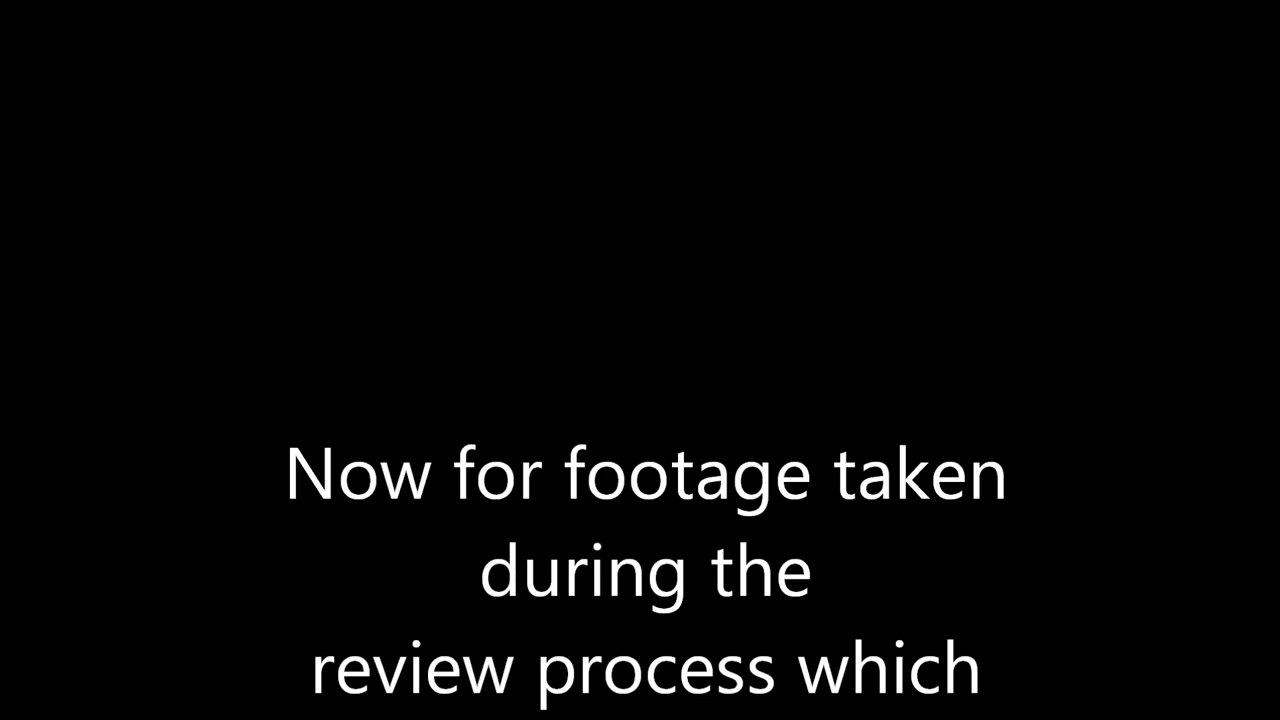 Now for footage taken
during the
review process which